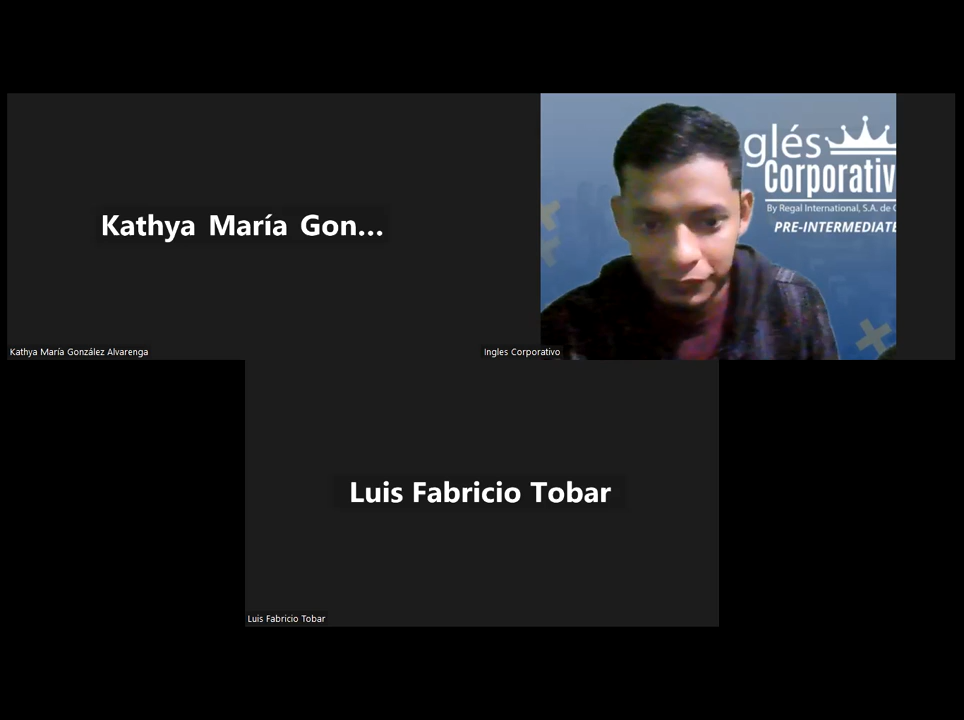 Kathya María Gon...
glés
Corporativ
By Regal International, S.A. de C
PRE-INTERMEDIATE
Kathya María González Alvarenga
Ingles Corporativo
Luis Fabricio Tobar
Luis Fabricio Tobar